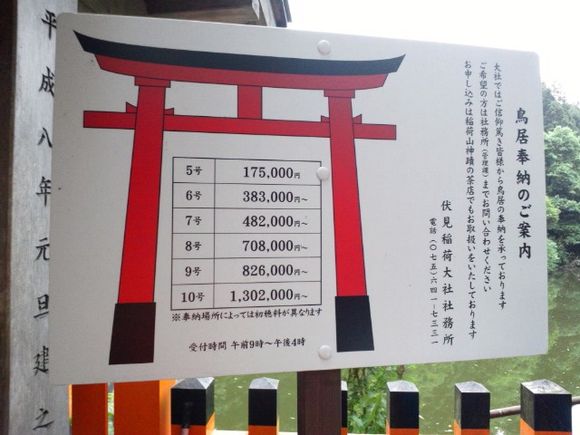 鳥居奉納のご案内
大社ではご信仰篤き皆様から鳥居の奉納を承っております
ご希望の方は社務所（管理課）までお問い合わせください
お申し込みは稲荷山神蹟の茶店でもお取扱いをいたしております
伏見稲荷大社社務所
電話（〇七五）六四一ー七三三一
5号 175,000円
6号 383,000円～
7号 482,000円～
8号 708,000円～
9号 826,000円～
10号 1,302,000円～
※奉納場所によっては初穂料が異なります
受付時間 午前9時～午後4時
平成八年元旦建之